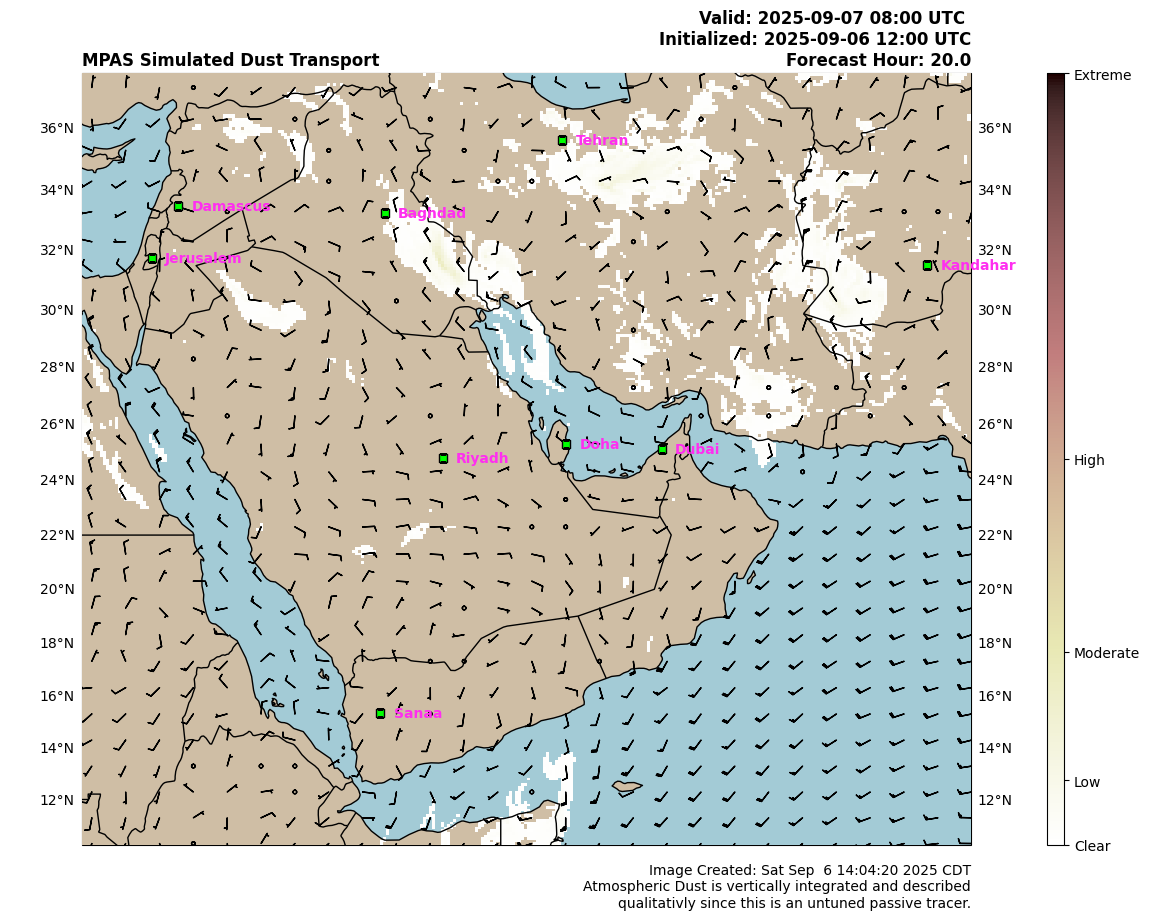 Valid: 2025-09-07 08:00 UTC
Initialized: 2025-09-06 12:00 UTC
MPAS Simulated Dust Transport
Forecast Hour: 20.0
Extreme
36°N
36°N
Tehran
34°N
34°N
Damascus
Baghdad
32°N
32°N
Jerusalem
Kandahar
30°N
30°N
28°N
28°N
26°N
26°N
Doha
Dubai
Riyadh
High
24°N
24°N
22°N
22°N
20°N
20°N
18°N
18°N
Moderate
16°N
16°N
Sanaa
14°N
14°N
Low
12°N
12°N
Clear
Image Created: Sat Sep  6 14:04:20 2025 CDT
Atmospheric Dust is vertically integrated and described
qualitativly since this is an untuned passive tracer.